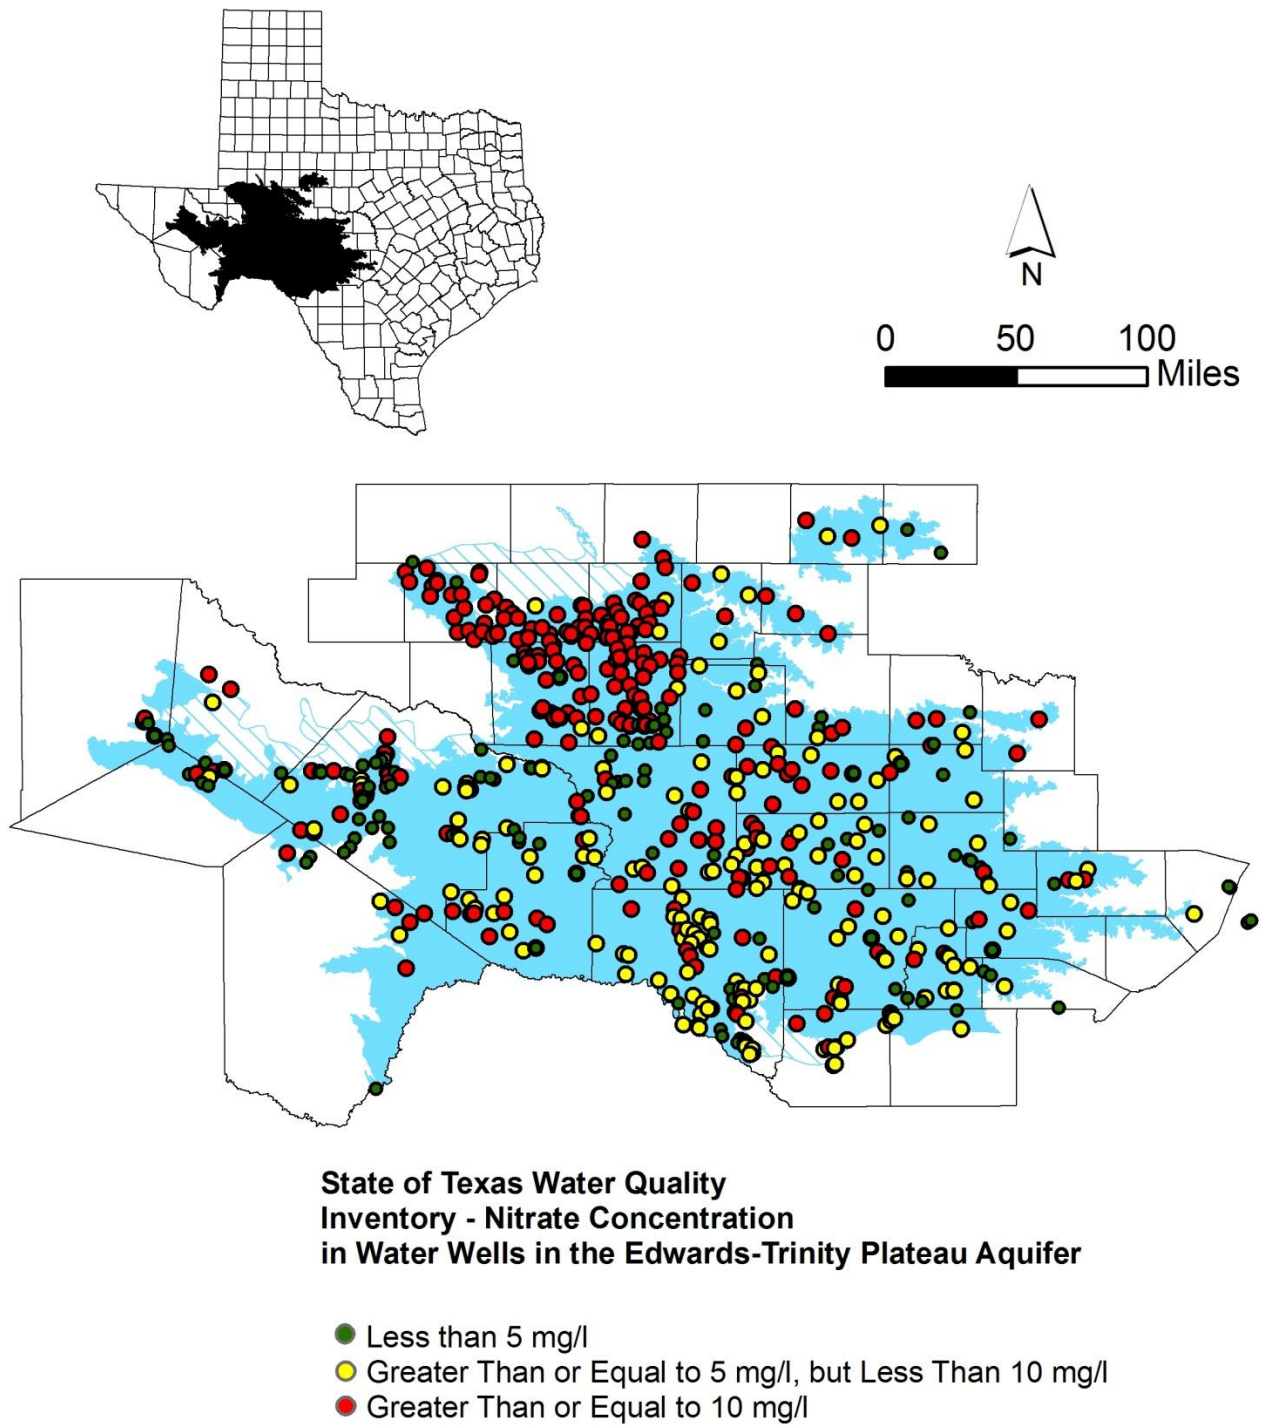 N
0 50 100
Miles
State of Texas Water Quality
Inventory - Nitrate Concentration
in Water Wells in the Edwards-Trinity Plateau Aquifer
Less than 5 mg/l
Greater Than or Equal to 5 mg/l, but Less Than 10 mg/l
Greater Than or Equal to 10 mg/l